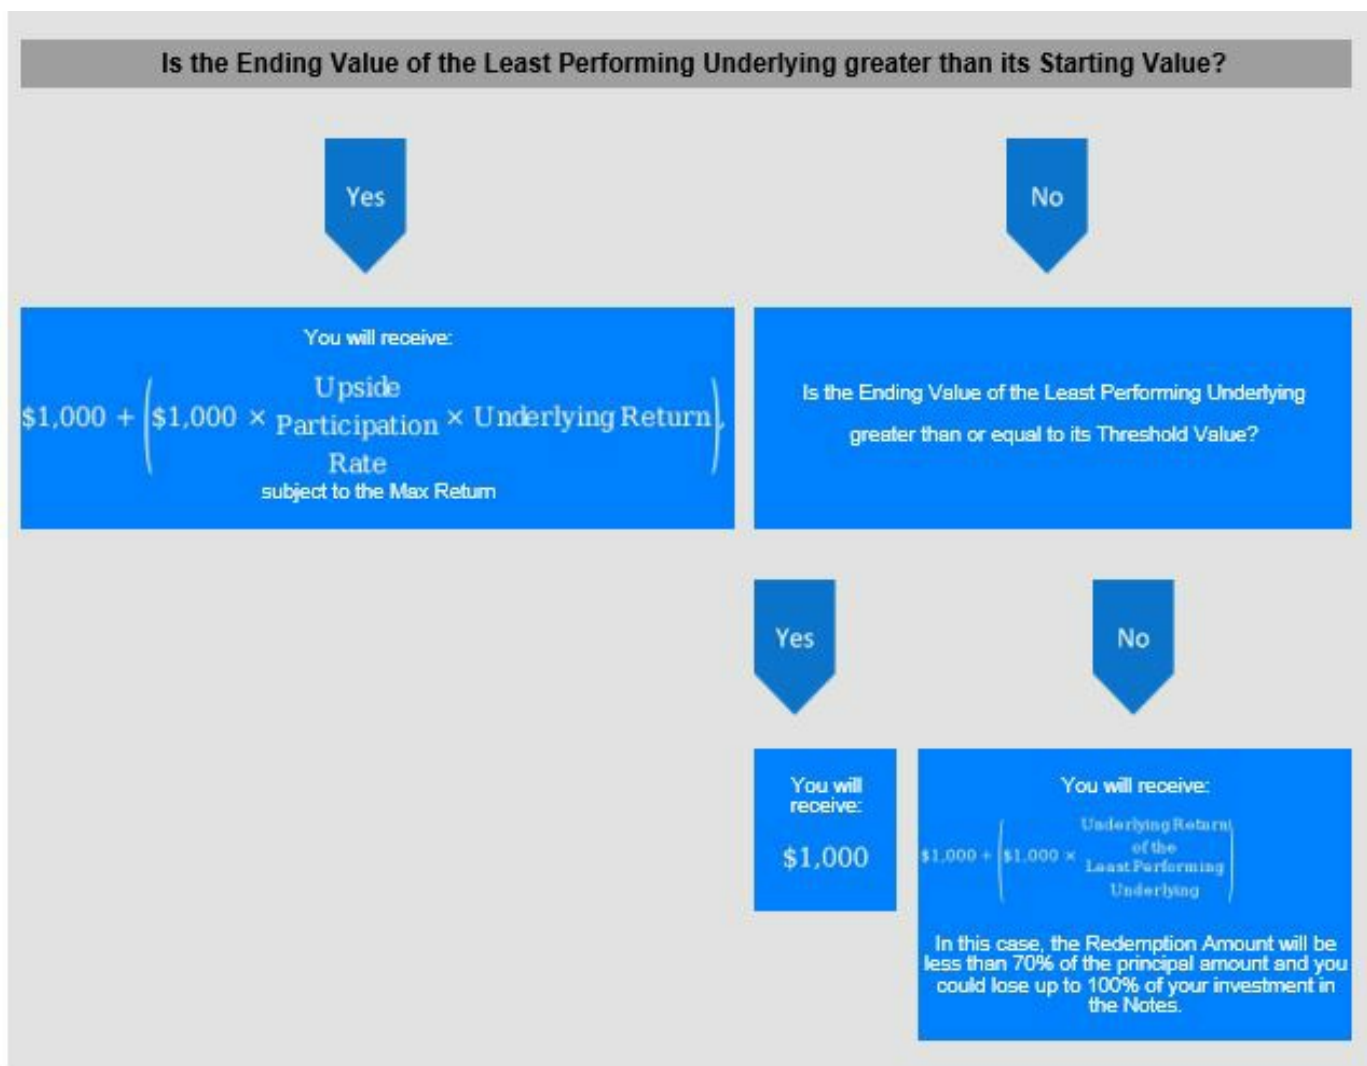 Is the Ending Value of the Least Performing Underlying greater than its Starting Value?
Yes
No
You will receive:
$1,000 + ($1,000 × Upside Participation Rate × Underlying Return),
subject to the Max Return
Is the Ending Value of the Least Performing Underlying
greater than or equal to its Threshold Value?
Yes
No
You will
receive:
$1,000
You will receive:
$1,000 + ($1,000 × Underlying Return of the Least Performing Underlying)
In this case, the Redemption Amount will be
less than 70% of the principal amount and you
could lose up to 100% of your investment in
the Notes.